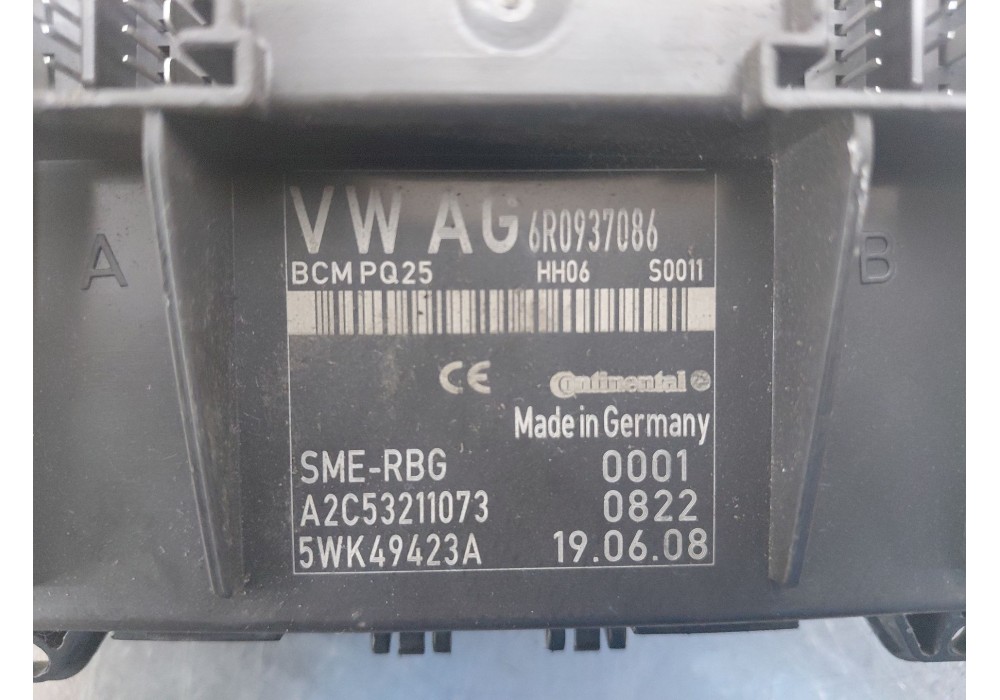 VW AG 6R0937086
BCM PQ25 HH06 S0011
A B
CE Continental
Made in Germany
SME-RBG 0001
A2C53211073 0822
5WK49423A 19.06.08